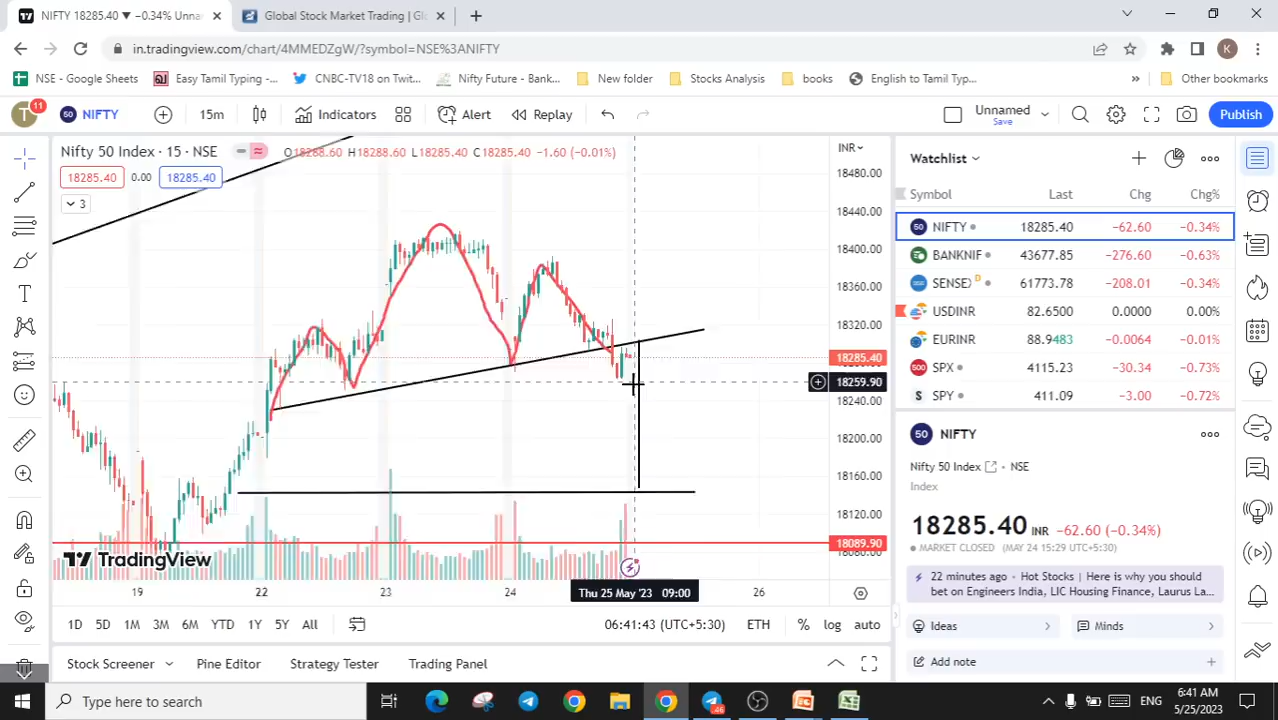 NIFTY 18285.40 ▼ −0.34% Unna
Global Stock Market Trading | Gl
in.tradingview.com/chart/4MMEDZgW/?symbol=NSE%3ANIFTY
K
NSE - Google Sheets
Easy Tamil Typing -...
CNBC-TV18 on Twit...
Nifty Future - Bank...
New folder
Stocks Analysis
books
English to Tamil Typ...
»
Other bookmarks
T
11
50
NIFTY
15m
Indicators
Alert
Replay
Unnamed
Save
Publish
Nifty 50 Index · 15 · NSE
O18288.60 H18288.60 L18285.40 C18285.40 −1.60 (−0.01%)
18285.40
0.00
18285.40
3
INR
18480.00
18440.00
18400.00
18360.00
18320.00
18285.40
18259.90
18240.00
18200.00
18160.00
18120.00
18089.90
18080.00
TradingView
19
22
23
24
Thu 25 May '23 09:00
26
1D
5D
1M
3M
6M
YTD
1Y
5Y
All
06:41:43 (UTC+5:30)
ETH
%
log
auto
Stock Screener
Pine Editor
Strategy Tester
Trading Panel
Watchlist
Symbol
Last
Chg
Chg%
50
NIFTY
18285.40
−62.60
−0.34%
BANKNIF
43677.85
−276.60
−0.63%
SENSE
D
61773.78
−208.01
−0.34%
USDINR
82.6500
0.0000
0.00%
EURINR
88.9483
−0.0064
−0.01%
500
SPX
4115.23
−30.34
−0.73%
S
SPY
411.09
−3.00
−0.72%
50
NIFTY
Nifty 50 Index
NSE
Index
18285.40 INR −62.60 (−0.34%)
MARKET CLOSED (MAY 24 15:29 UTC+5:30)
22 minutes ago · Hot Stocks | Here is why you should
bet on Engineers India, LIC Housing Finance, Laurus La...
Ideas
Minds
Add note
Type here to search
ENG
6:41 AM
5/25/2023